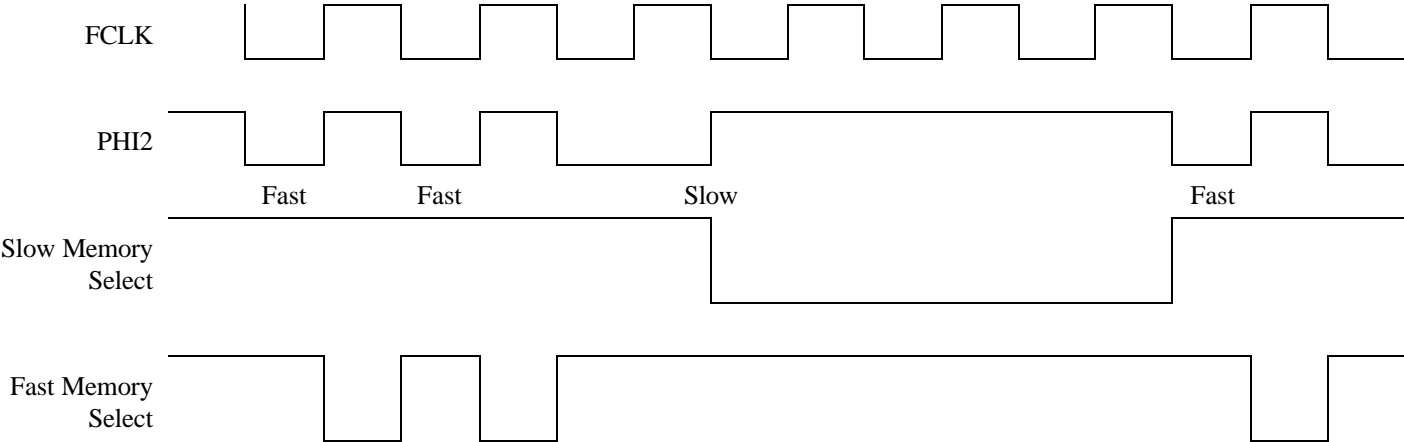 FCLK
PHI2
Fast Fast Slow Fast
Slow Memory
Select
Fast Memory
Select